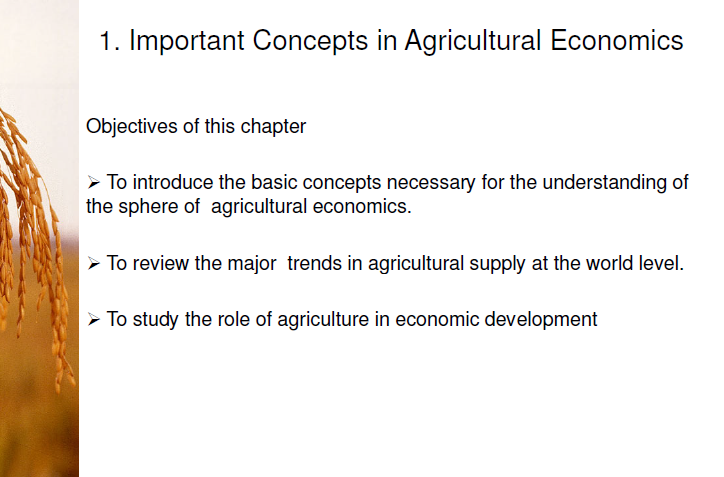 1. Important Concepts in Agricultural Economics
Objectives of this chapter
➢ To introduce the basic concepts necessary for the understanding of
the sphere of  agricultural economics.
➢ To review the major  trends in agricultural supply at the world level.
➢ To study the role of agriculture in economic development